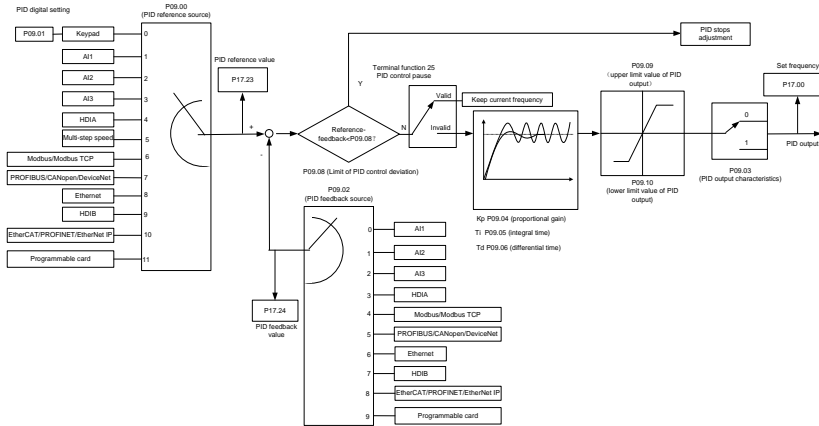 PID digital setting
P09.00
(PID reference source)
P09.01
Keypad
0
AI1
1
AI2
2
AI3
3
HDIA
4
Multi-step speed
5
Modbus/Modbus TCP
6
PROFIBUS/CANopen/DeviceNet
7
Ethernet
8
HDIB
9
EtherCAT/PROFINET/EtherNet IP
10
Programmable card
11
PID reference value
P17.23
+
-
Reference-
feedback<P09.08?
Y
N
P09.08 (Limit of PID control deviation)
PID stops
adjustment
Terminal function 25
PID control pause
Valid
Invalid
Keep current frequency
Kp P09.04 (proportional gain)
Ti P09.05 (integral time)
Td P09.06 (differential time)
P09.09
(upper limit value of PID
output)
P09.10
(lower limit value of PID
output)
0
1
P09.03
(PID output characteristics)
Set frequency
P17.00
PID output
P09.02
(PID feedback source)
P17.24
PID feedback
value
0
AI1
1
AI2
2
AI3
3
HDIA
4
Modbus/Modbus TCP
5
PROFIBUS/CANopen/DeviceNet
6
Ethernet
7
HDIB
8
EtherCAT/PROFINET/EtherNet IP
9
Programmable card